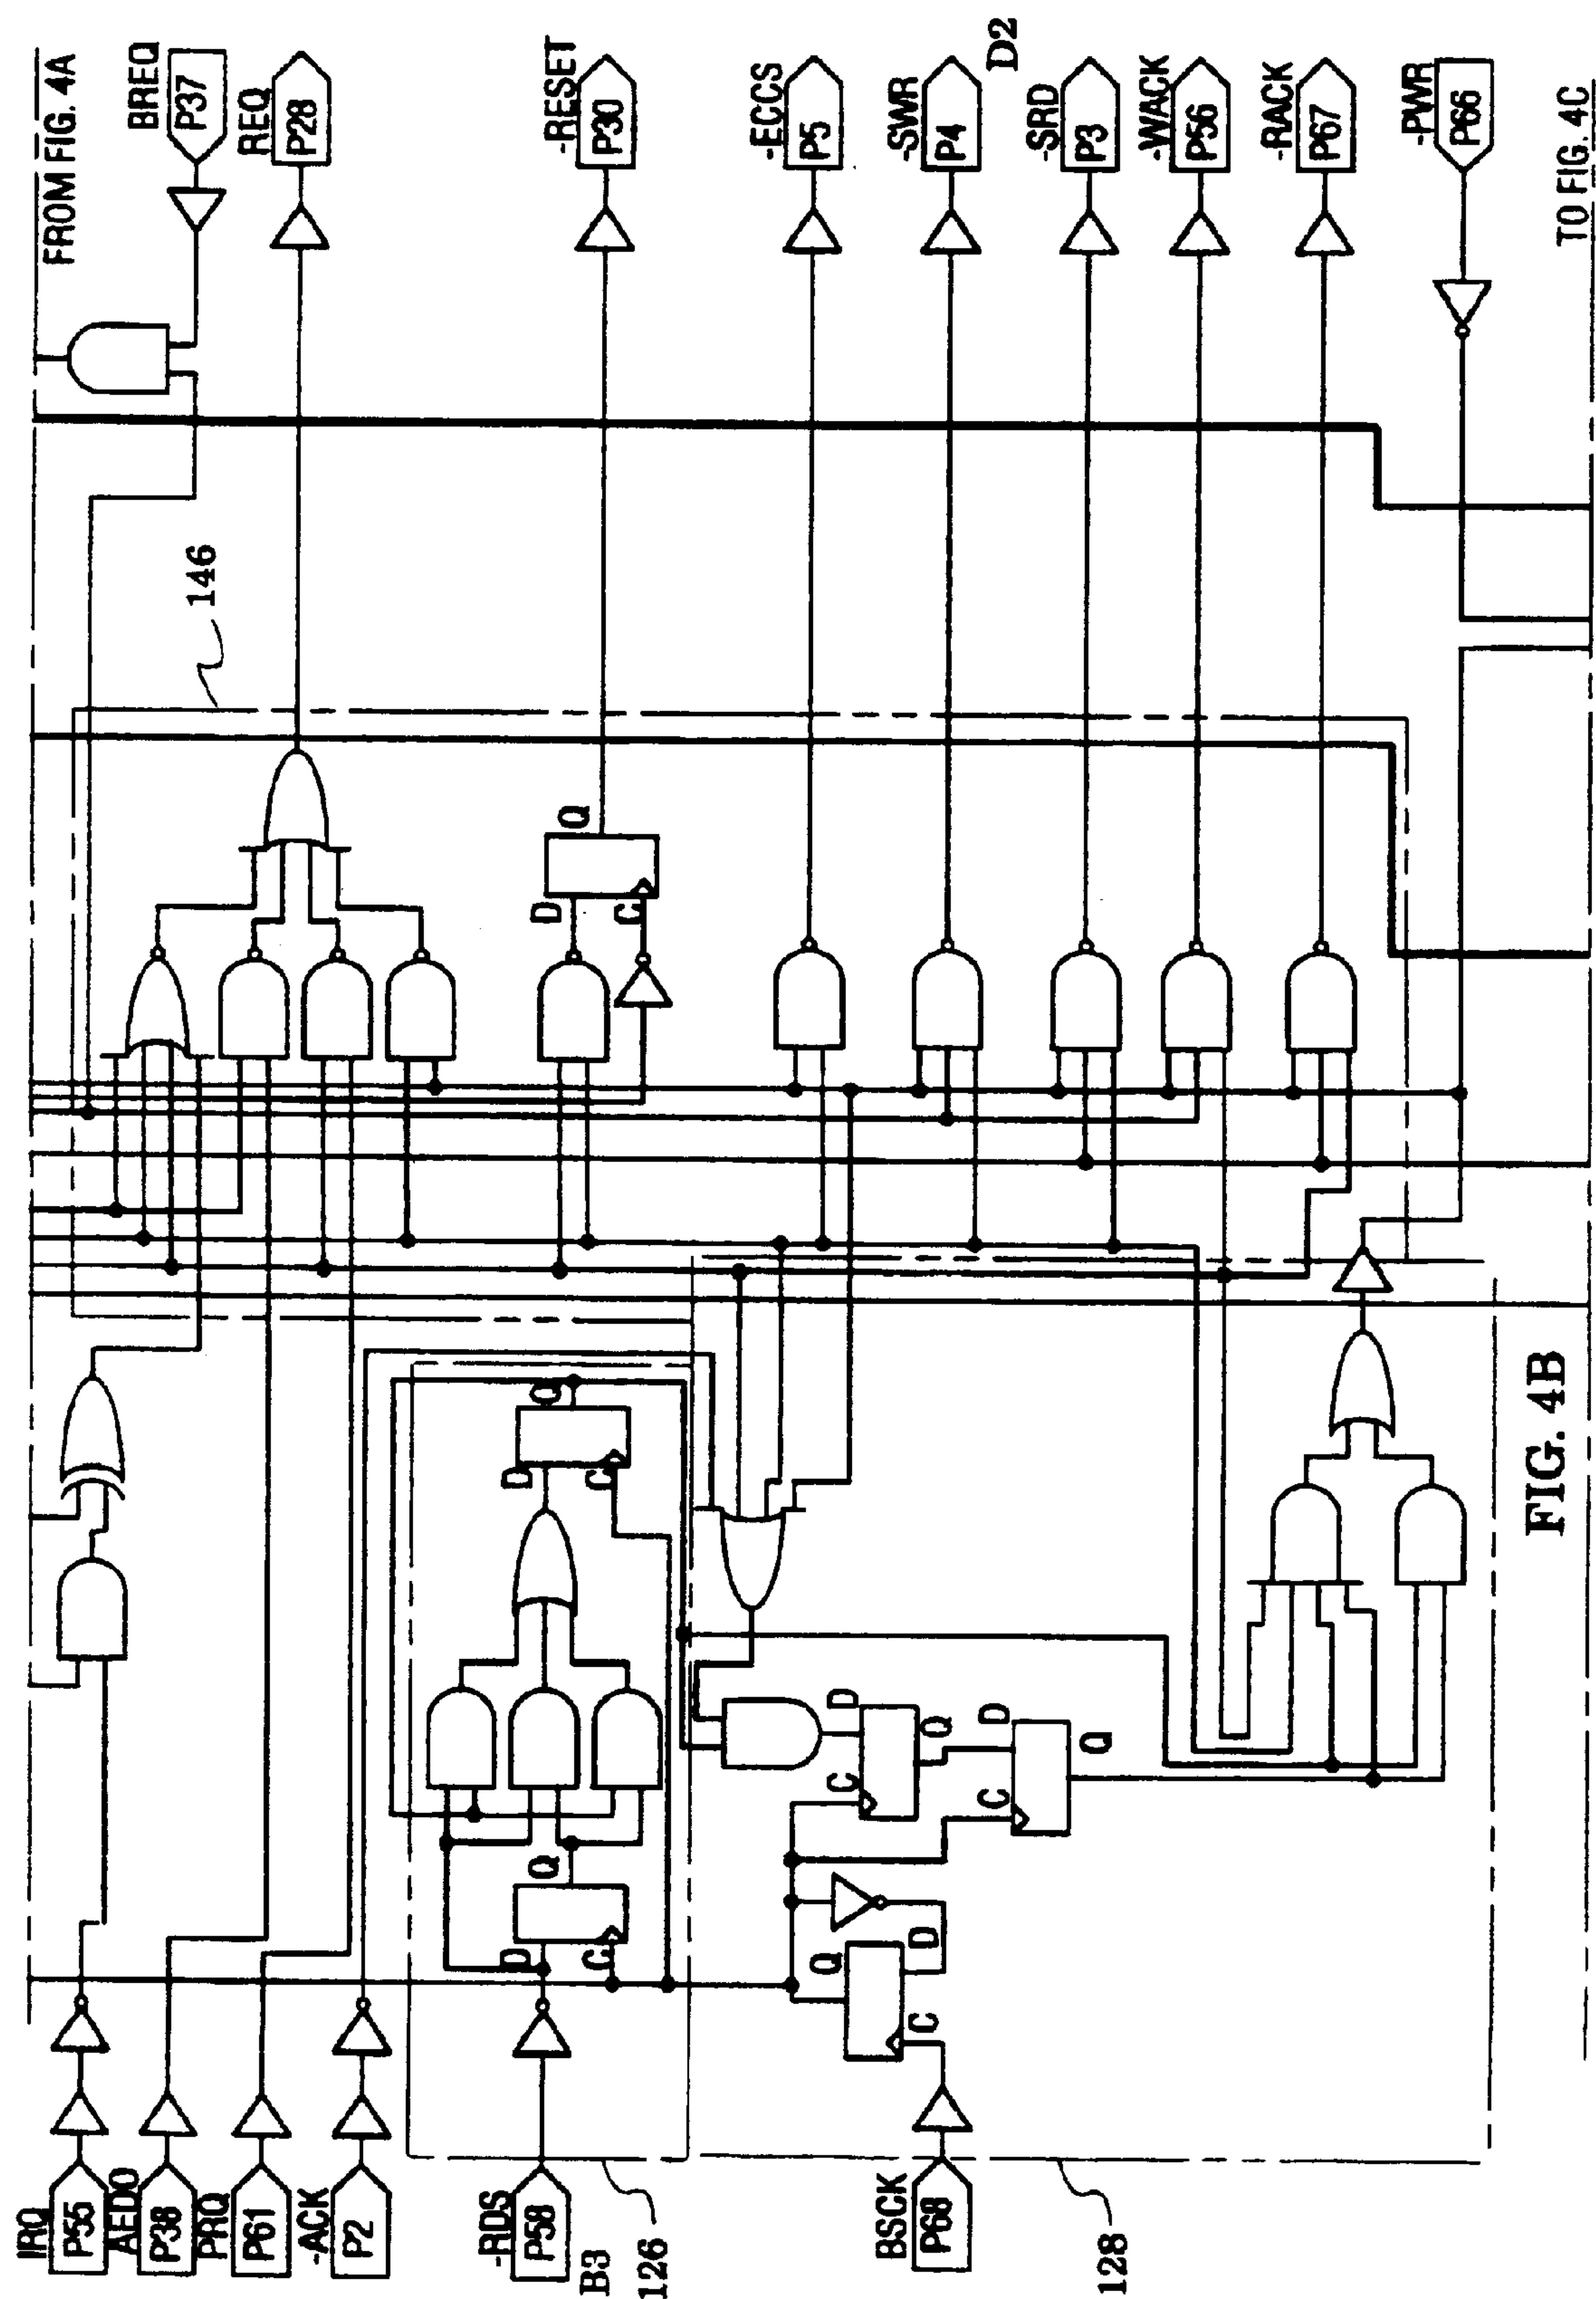 IRQ
P55
AED0
P38
PRQ
P61
-ACK
P2
-RDS
P58
B3
126
BSCK
P68
128
D
C
Q
D
C
Q
Q
D
C
D
C
Q
D
C
Q
D
C
Q
146
FROM FIG. 4A
BREQ
P37
REQ
P28
-RESET
P30
-ECCS
P5
-SWR
P4
D2
-SRD
P3
-WACK
P56
-RACK
P67
-PWR
P66
TO FIG. 4C
FIG. 4B